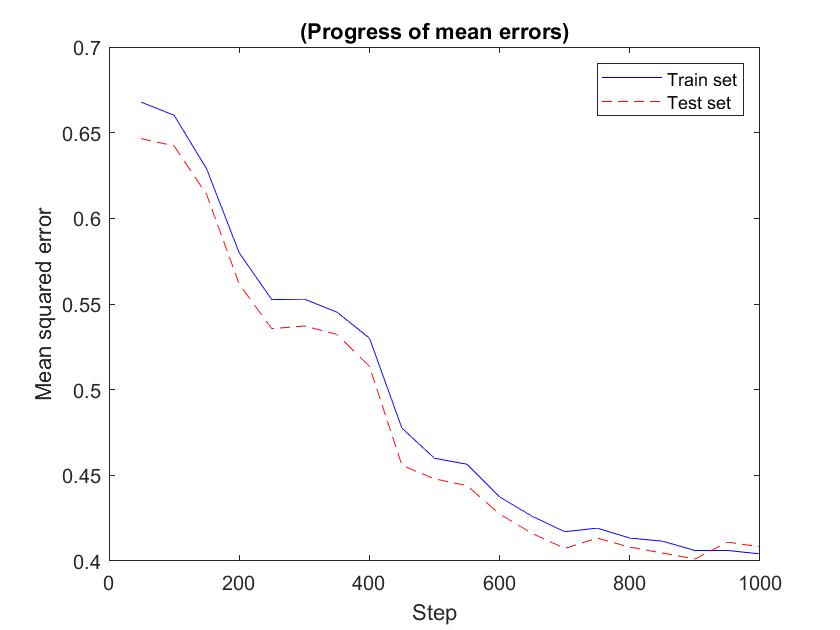 (Progress of mean errors)
0.7
0.65
0.6
0.55
0.5
0.45
0.4
Mean squared error
Train set
Test set
0 200 400 600 800 1000
Step